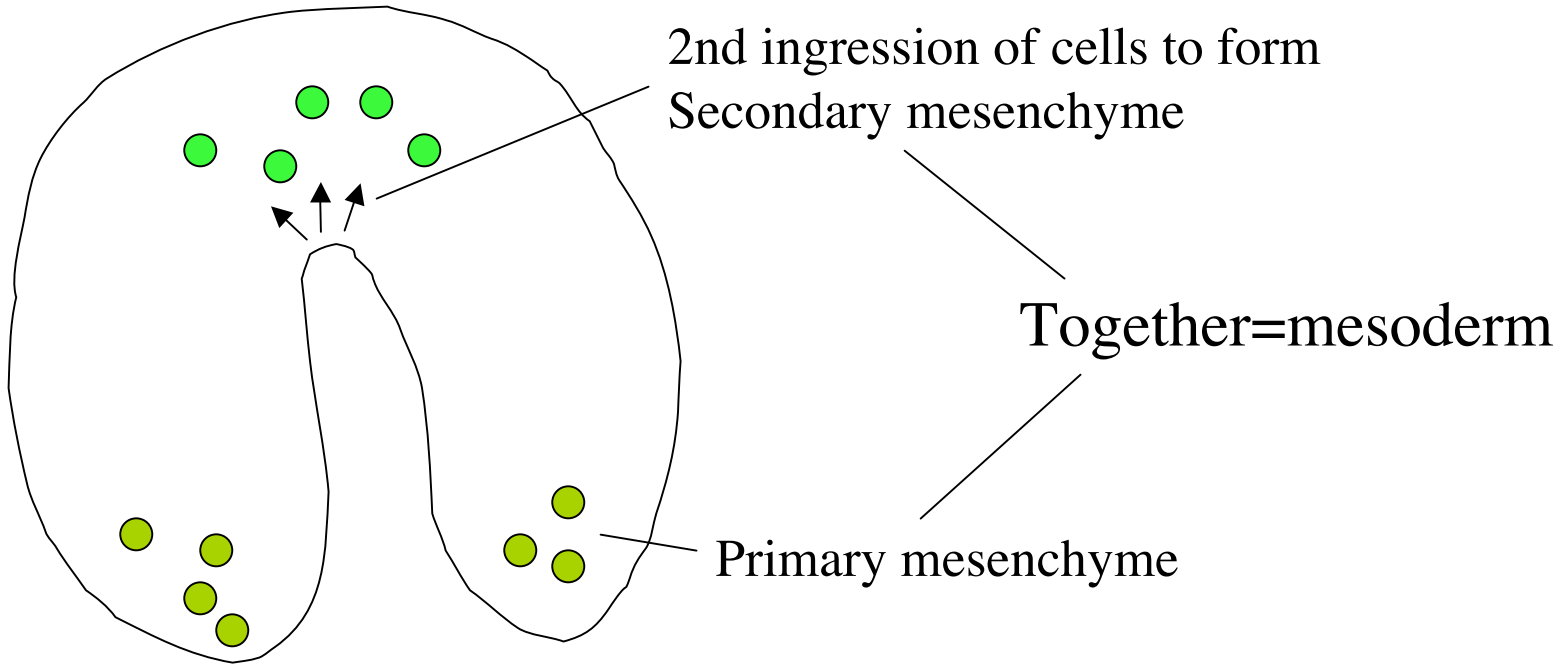 2nd ingression of cells to form
Secondary mesenchyme
Together=mesoderm
Primary mesenchyme